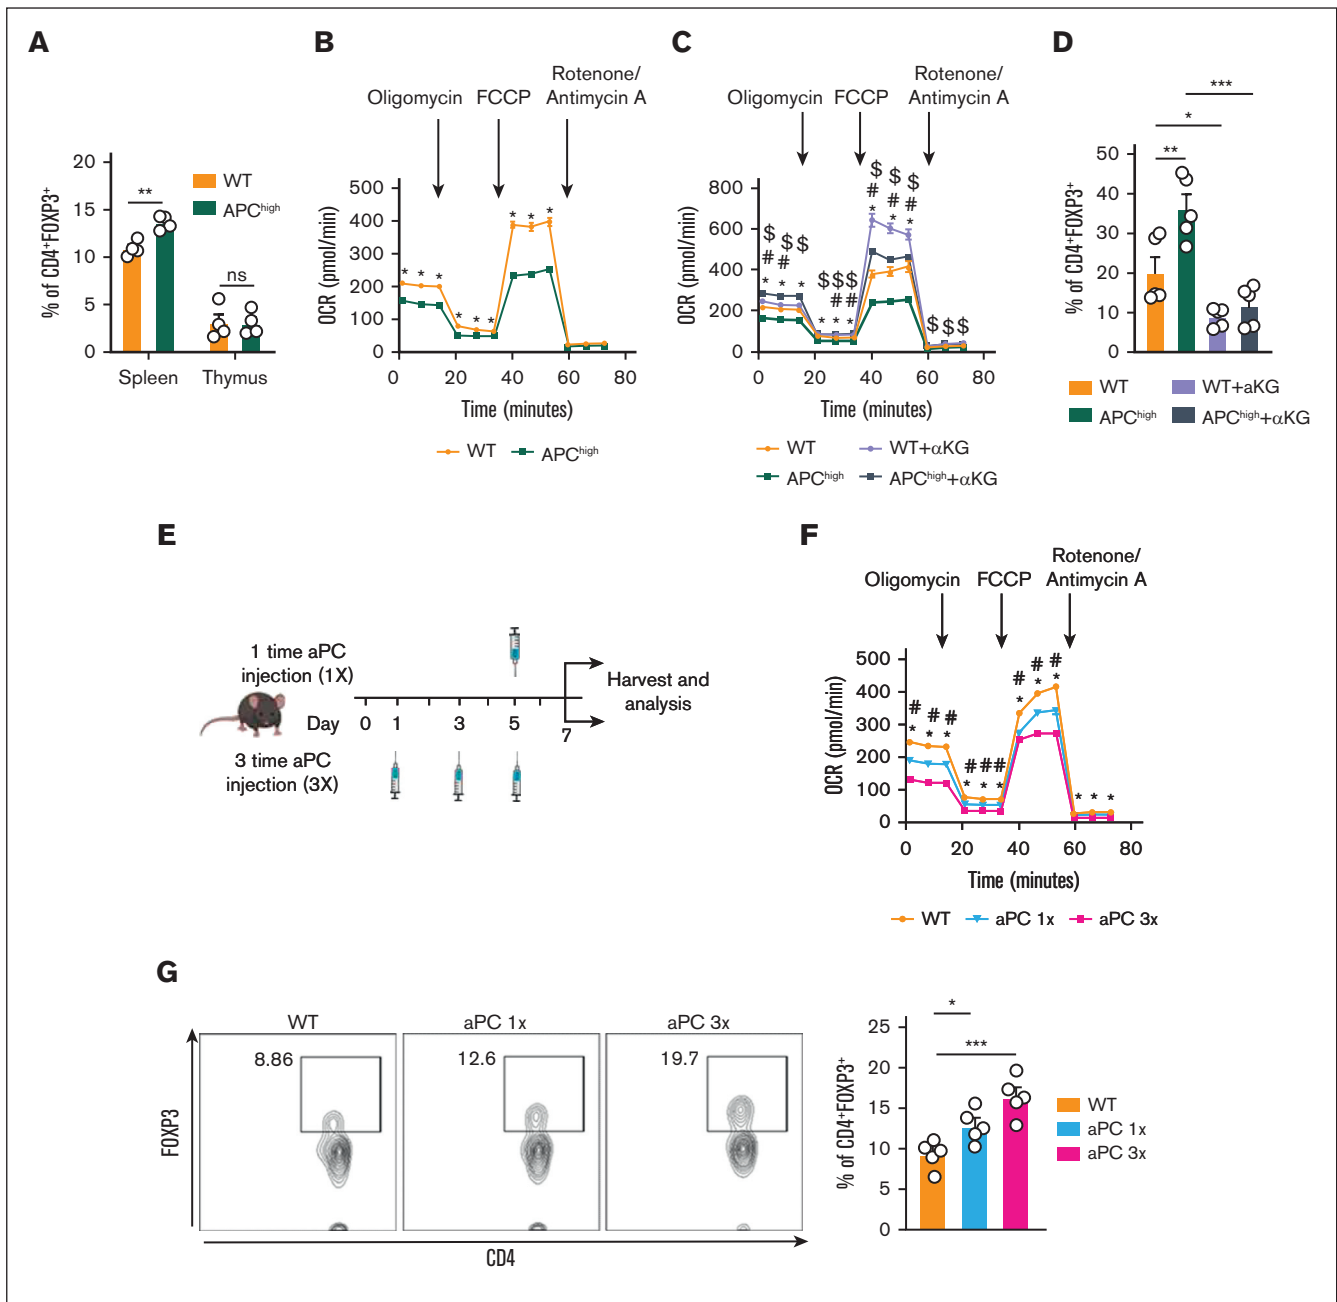 A
% of CD4+FOXP3+
20
15
10
5
0
**
ns
WT
APChigh
Spleen
Thymus
B
Oligomycin
FCCP
Rotenone/
Antimycin A
OCR (pmol/min)
500
400
300
200
100
0
* * *
* * *
* * *
0 20 40 60 80
Time (minutes)
WT
APChigh
C
Oligomycin
FCCP
Rotenone/
Antimycin A
OCR (pmol/min)
800
600
400
200
0
$ $ $
# #
* * *
$ $ $
# #
* * *
$ $ $
# # #
* * *
$ $ $
0 20 40 60 80
Time (minutes)
WT
WT+αKG
APChigh
APChigh+αKG
D
***
*
**
% of CD4+FOXP3+
50
40
30
20
10
0
WT
WT+aKG
APChigh
APChigh+αKG
E
1 time aPC
injection (1X)
Day
0 1 3 5 7
3 time aPC
injection (3X)
Harvest and
analysis
F
Oligomycin
FCCP
Rotenone/
Antimycin A
OCR (pmol/min)
500
400
300
200
100
0
# # #
* * *
# # #
* * *
# # #
* * *
* * *
0 20 40 60 80
Time (minutes)
WT
aPC 1x
aPC 3x
G
WT
aPC 1x
aPC 3x
8.86
12.6
19.7
FOXP3
CD4
% of CD4+FOXP3+
25
20
15
10
5
0
*
***
WT
aPC 1x
aPC 3x